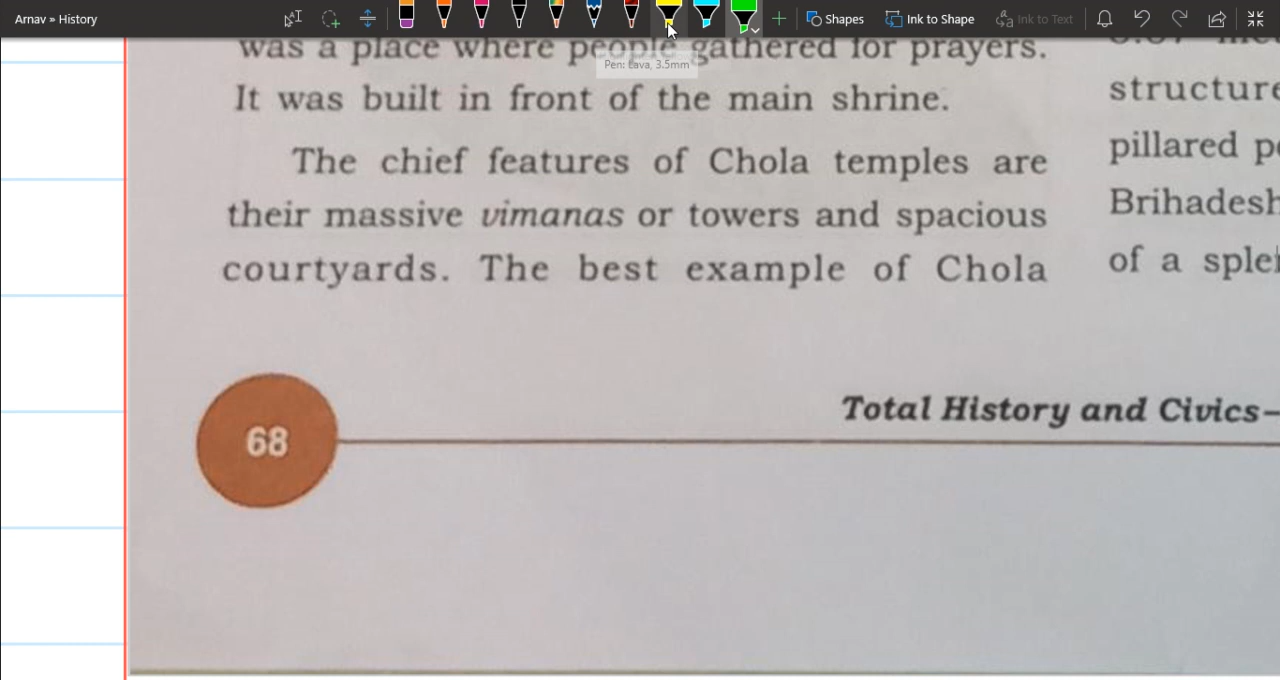 Arnav » History
Shapes
Ink to Shape
Ink to Text
Pen: Lava, 3.5mm
was a place where people gathered for prayers.
It was built in front of the main shrine.
The chief features of Chola temples are
their massive vimanas or towers and spacious
courtyards. The best example of Chola
structure
pillared
Brihadesh
of a
68
Total History and Civics–